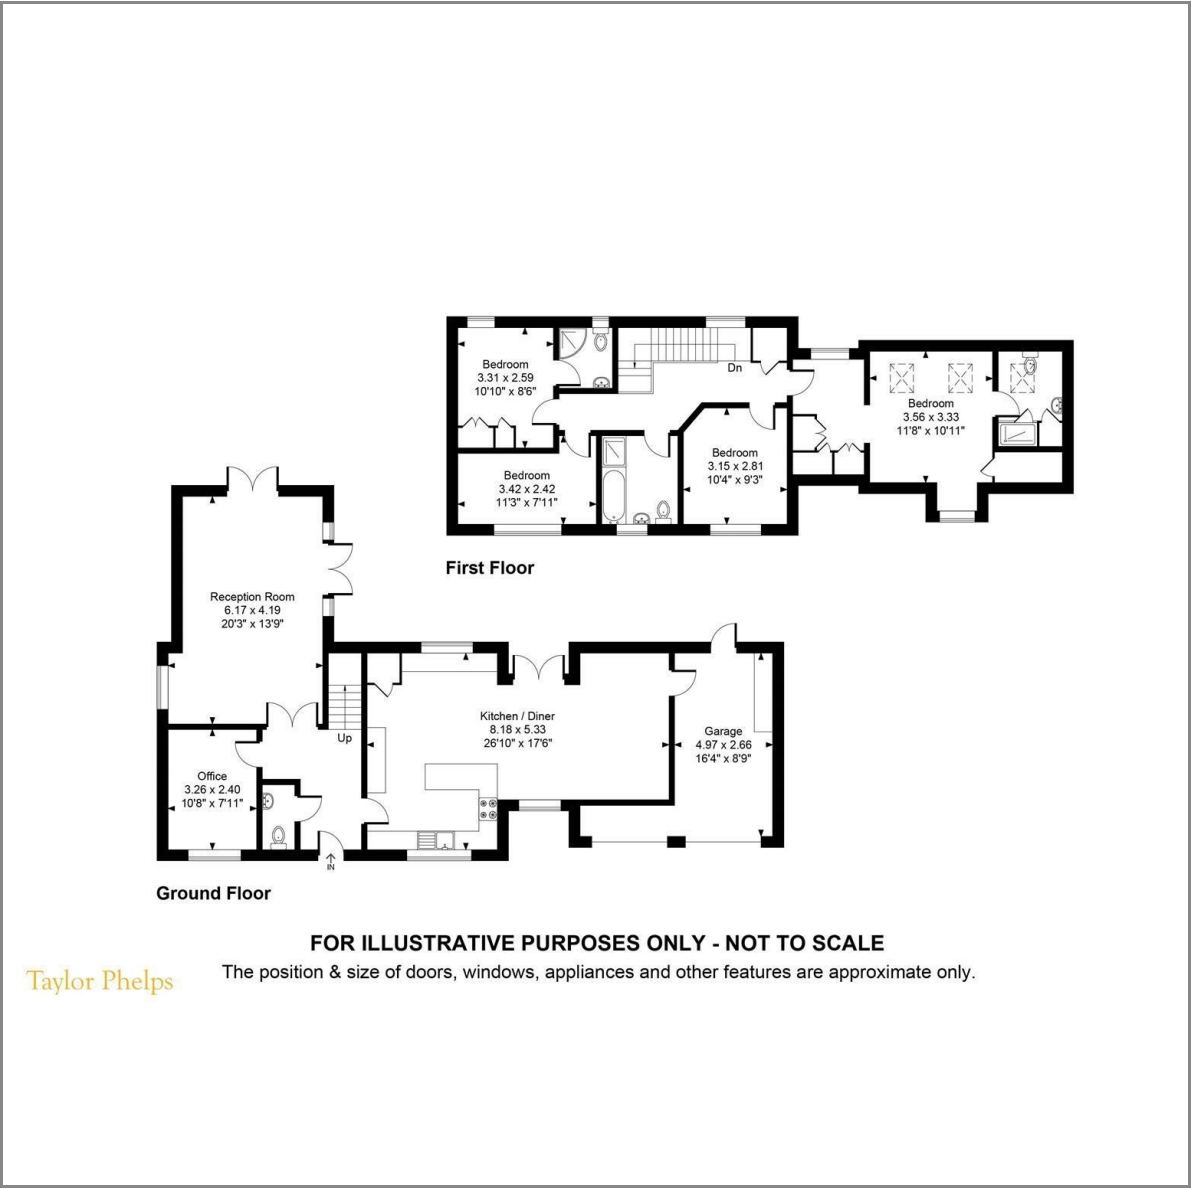 Bedroom
3.31 x 2.59
10'10" x 8'6"
Dn
Bedroom
3.56 x 3.33
11'8" x 10'11"
Bedroom
3.42 x 2.42
11'3" x 7'11"
Bedroom
3.15 x 2.81
10'4" x 9'3"
First Floor
Reception Room
6.17 x 4.19
20'3" x 13'9"
Up
Kitchen / Diner
8.18 x 5.33
26'10" x 17'6"
Garage
4.97 x 2.66
16'4" x 8'9"
Office
3.26 x 2.40
10'8" x 7'11"
IN
Ground Floor
FOR ILLUSTRATIVE PURPOSES ONLY - NOT TO SCALE
The position & size of doors, windows, appliances and other features are approximate only.
Taylor Phelps